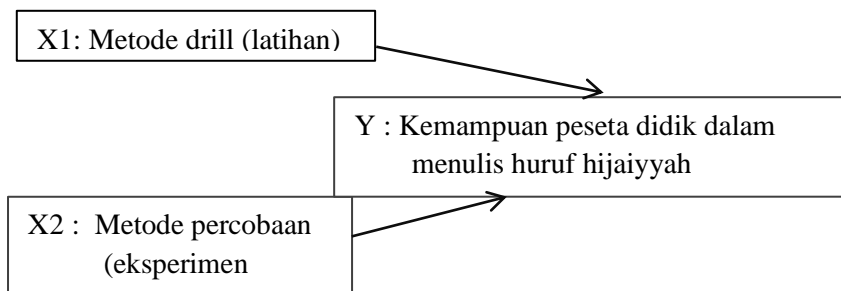 X1: Metode drill (latihan)
Y : Kemampuan peseta didik dalam
menulis huruf hijaiyyah
X2 : Metode percobaan
(eksperimen